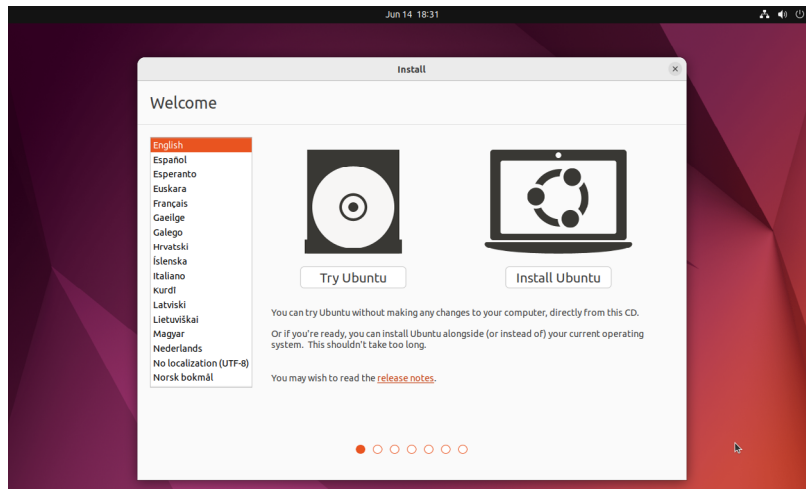 Jun 14 18:31
Install
Welcome
English
Español
Esperanto
Euskara
Français
Gaeilge
Galego
Hrvatski
Íslenska
Italiano
Kurdî
Latviski
Lietuviškai
Magyar
Nederlands
No localization (UTF-8)
Norsk bokmål
Try Ubuntu
Install Ubuntu
You can try Ubuntu without making any changes to your computer, directly from this CD.
Or if you're ready, you can install Ubuntu alongside (or instead of) your current operating
system. This shouldn't take too long.
You may wish to read the release notes.